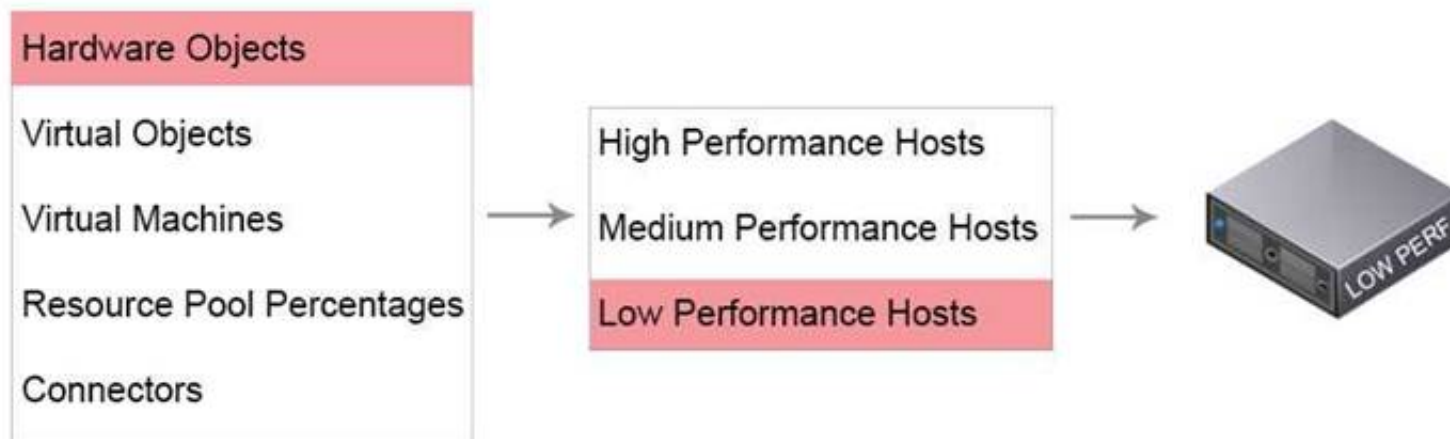 Hardware Objects
Virtual Objects
Virtual Machines
Resource Pool Percentages
Connectors
High Performance Hosts
Medium Performance Hosts
Low Performance Hosts
LOW PERF